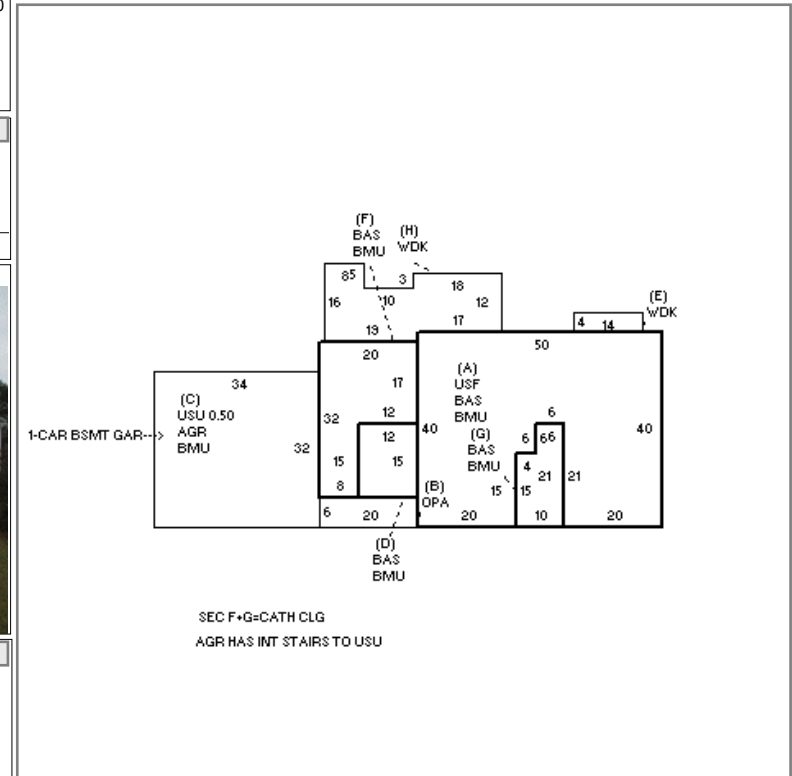 (F)
BAS
BMU
(H)
WDK
85
3
18
16
10
12
19
17
(E)
WDK
4
14
50
20
34
(C)
USU 0.50
AGR
BMU
17
(A)
USF
BAS
BMU
32
12
6
1-CAR BSMT GAR--->
32
12
40
(G)
BAS
BMU
6
66
40
15
15
4
21
21
8
(B)
OPA
15
15
6
20
20
10
20
(D)
BAS
BMU
SEC F+G=CATH CLG
AGR HAS INT STAIRS TO USU